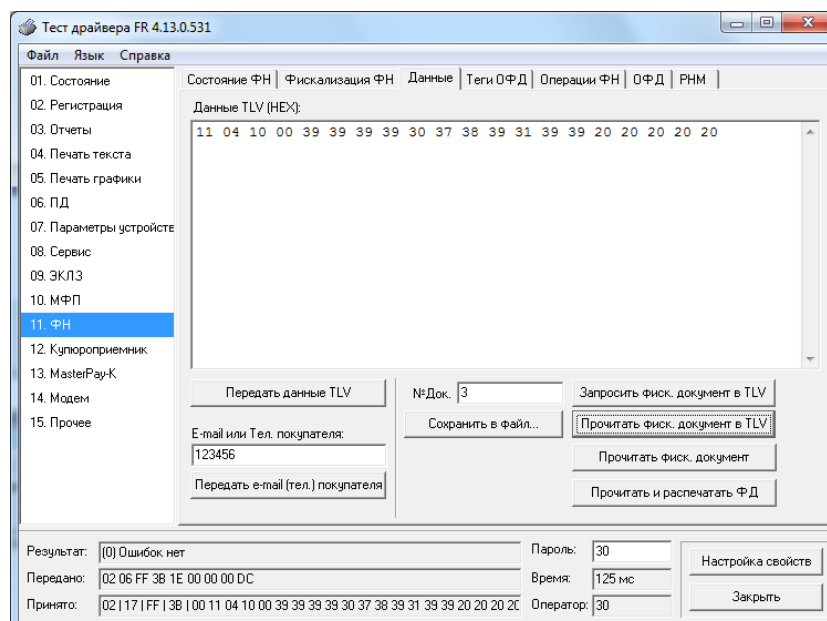 Тест драйвера FR 4.13.0.531
Файл Язык Справка
01. Состояние
02. Регистрация
03. Отчеты
04. Печать текста
05. Печать графики
06. ПД
07. Параметры устройств
08. Сервис
09. ЭКЛЗ
10. МФП
11. ФН
12. Купюроприемник
13. MasterPay-K
14. Модем
15. Прочее
Состояние ФН Фискализация ФН Данные Теги ОФД Операции ФН ОФД РНМ
Данные TLV (HEX):
11 04 10 00 39 39 39 39 30 37 38 39 31 39 39 20 20 20 20 20
Передать данные TLV
E-mail или Тел. покупателя:
123456
Передать e-mail (тел.) покупателя
№Док. 3
Сохранить в файл...
Запросить фиск. документ в TLV
Прочитать фиск. документ в TLV
Прочитать фиск. документ
Прочитать и распечатать ФД
Результат: (0) Ошибок нет
Передано: 02 06 FF 3B 1E 00 00 00 DC
Принято: 02 | 17 | FF | 3B | 00 11 04 10 00 39 39 39 39 30 37 38 39 31 39 39 20 20 20 20
Пароль: 30
Время: 125 мс
Оператор: 30
Настройка свойств
Закрыть